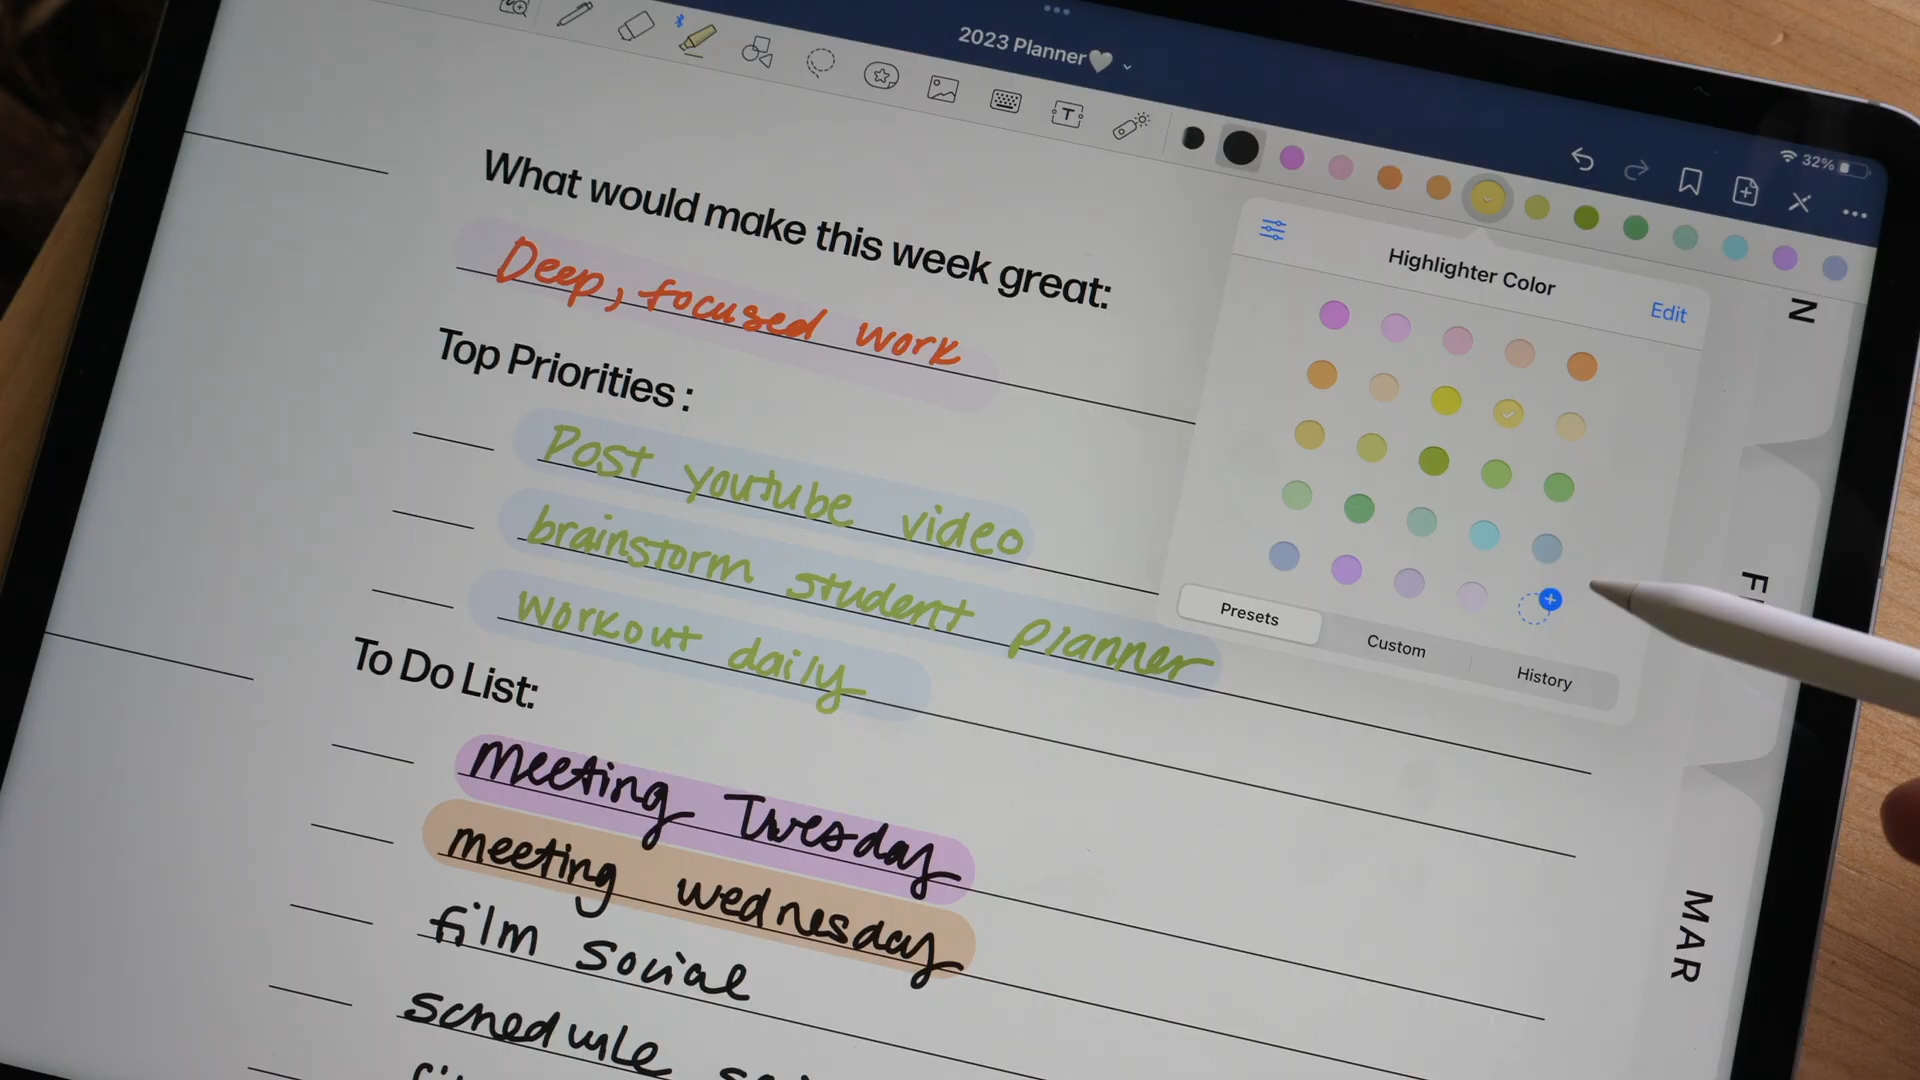 2023 Planner
32%
What would make this week great:
Deep, focused work
Top Priorities :
Post youtube video
brainstorm student planner
workout daily
To Do List:
Meeting Tuesday
meeting wednesday
film social
schedule
Highlighter Color
Edit
Presets
Custom
History
N
MAR